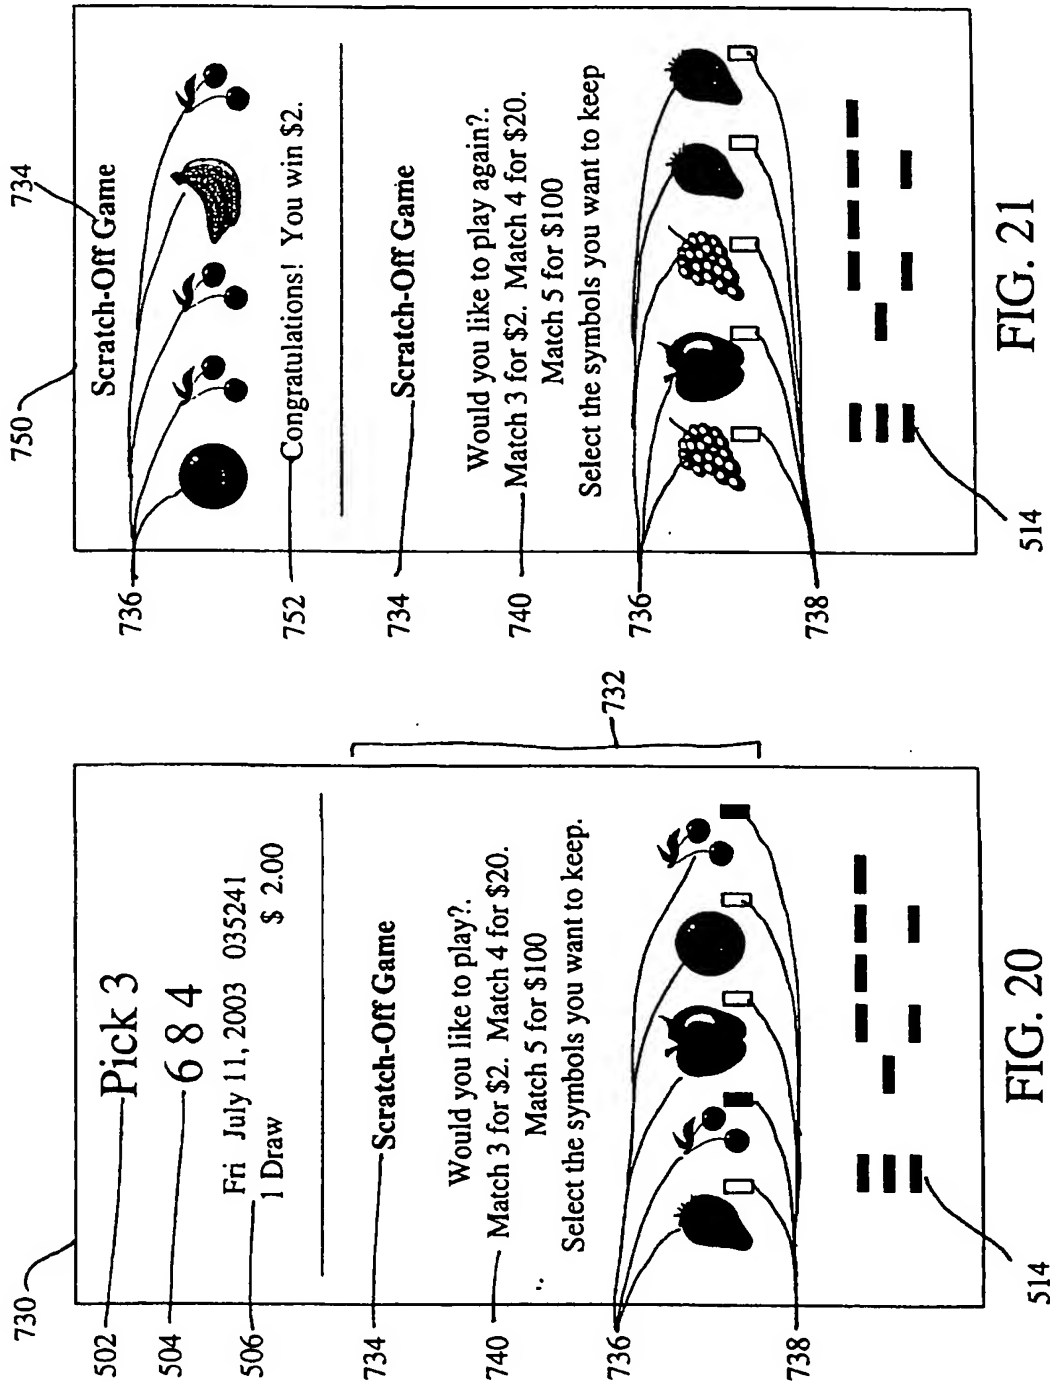 730
502
Pick 3
504
6 8 4
506
Fri July 11, 2003 035241
1 Draw $ 2.00
734
Scratch-Off Game
Would you like to play?.
740
Match 3 for $2. Match 4 for $20.
Match 5 for $100
Select the symbols you want to keep.
732
736
738
514
FIG. 20
750
734
Scratch-Off Game
736
752
Congratulations! You win $2.
734
Scratch-Off Game
Would you like to play again?.
740
Match 3 for $2. Match 4 for $20.
Match 5 for $100
Select the symbols you want to keep
736
738
514
FIG. 21